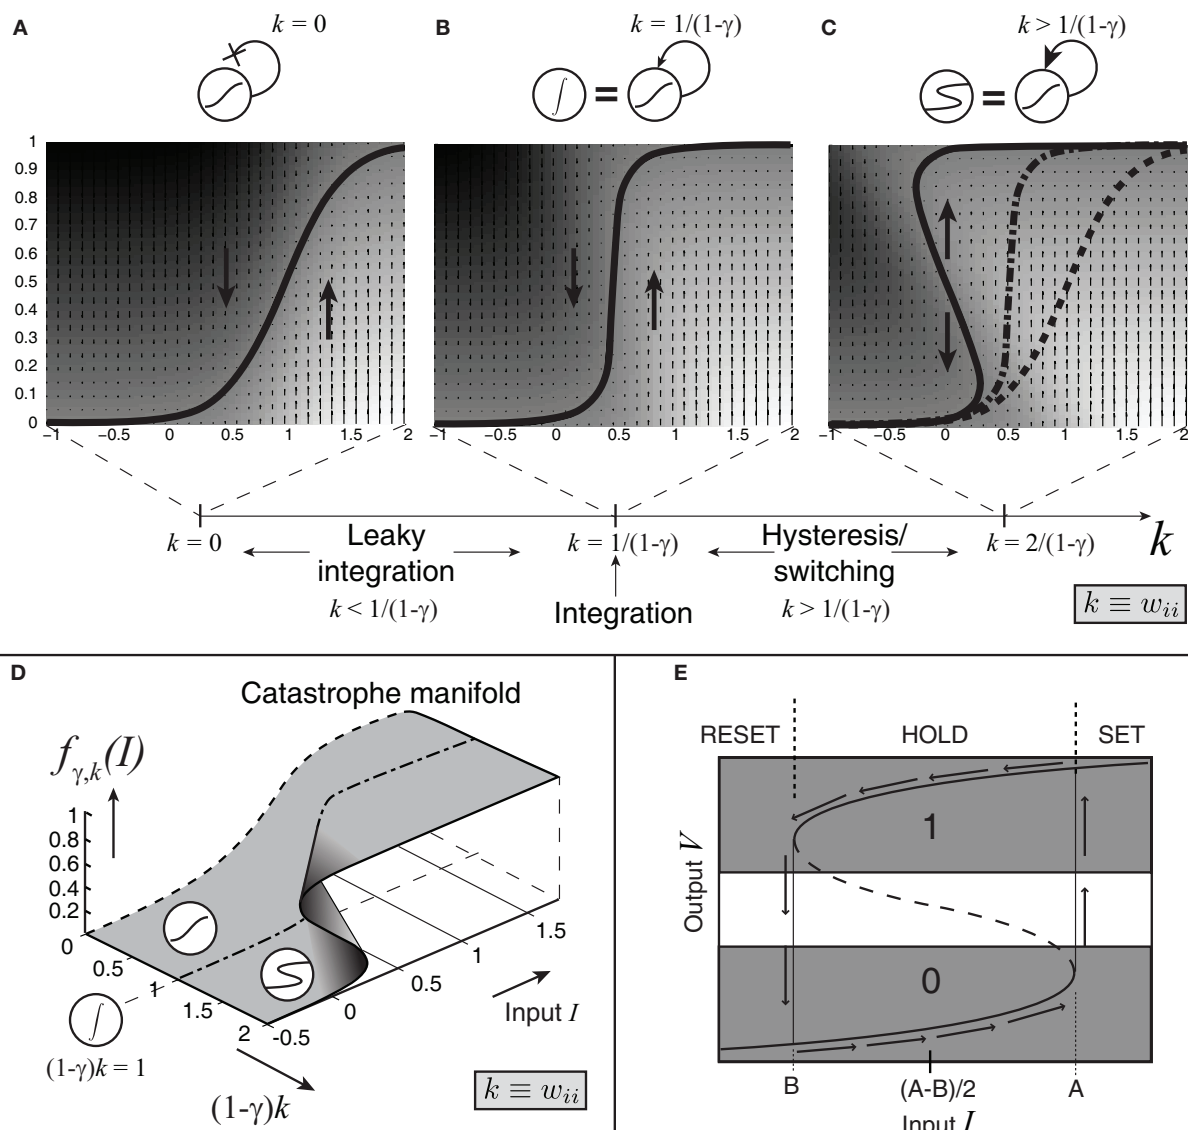 A
k = 0
B
k = 1/(1-γ)
C
k > 1/(1-γ)
∫ =
=
1
0.9
0.8
0.7
0.6
0.5
0.4
0.3
0.2
0.1
0
−1 −0.5 0 0.5 1 1.5 2
−1 −0.5 0 0.5 1 1.5 2
−1 −0.5 0 0.5 1 1.5 2
k = 0
Leaky
integration
k < 1/(1-γ)
k = 1/(1-γ)
Integration
Hysteresis/
switching
k > 1/(1-γ)
k = 2/(1-γ)
k
k ≡ w_{ii}
D
Catastrophe manifold
f_{γ,k}(I)
1
0.8
0.6
0.4
0.2
0
0.5
1
1.5
2
-0.5
0
0.5
1
1.5
Input I
∫
(1-γ)k = 1
(1-γ)k
k ≡ w_{ii}
E
RESET HOLD SET
1
0
Output V
B (A-B)/2 A
Input I